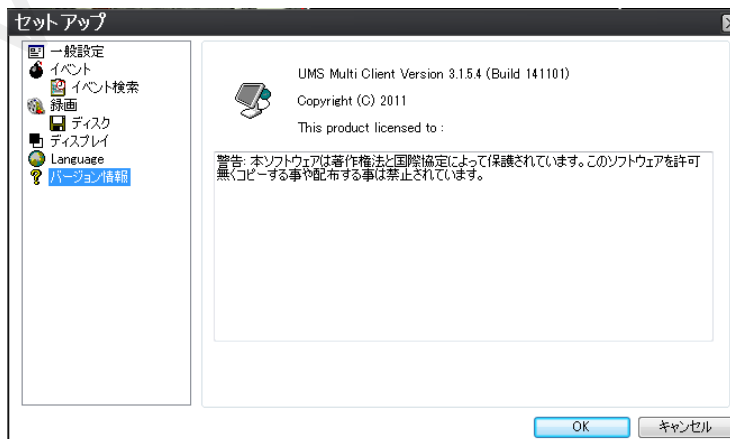 セットアップ
一般設定
イベント
イベント検索
録画
ディスク
ディスプレイ
Language
バージョン情報
UMS Multi Client Version 3.1.5.4 (Build 141101)
Copyright (C) 2011
This product licensed to :
警告: 本ソフトウェアは著作権法と国際協定によって保護されています。このソフトウェアを許可
無くコピーする事や配布する事は禁止されています。
OK
キャンセル